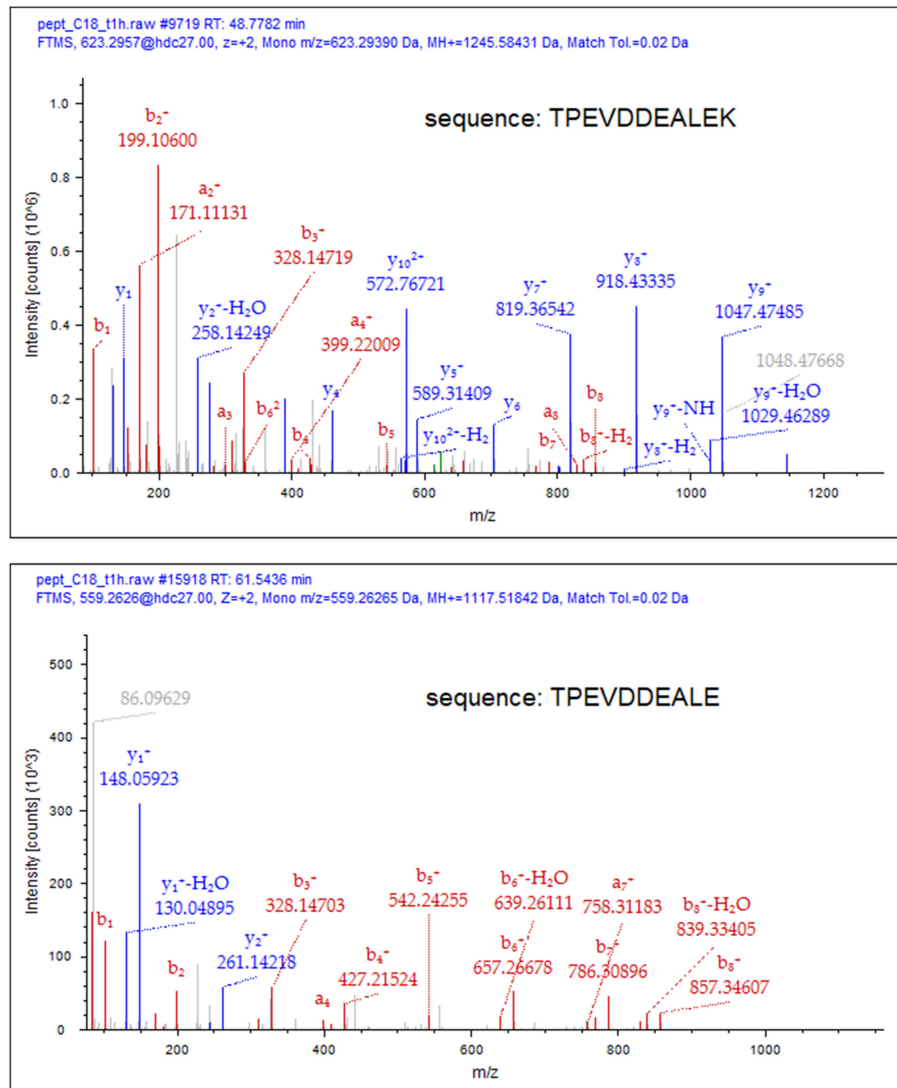 pept_C18_t1h.raw #9719 RT: 48.7782 min
FTMS, 623.2957@hdc27.00, z=+2, Mono m/z=623.29390 Da, MH+=1245.58431 Da, Match Tol.=0.02 Da
sequence: TPEVDDEALEK
Intensity [counts] (10^6)
1.0
0.8
0.6
0.4
0.2
0.0
b₁
y₁
b₂⁺
199.10600
a₂⁺
171.11131
y₂⁺-H₂O
258.14249
b₃⁺
328.14719
a₃
b₆²
a₄⁺
399.22009
b₄
y₄
b₅
y₁₀²⁺
572.76721
y₅⁺
589.31409
y₁₀²⁺-H₂
y₆
y₇⁺
819.36542
b₇
a₈
b₈
b₈⁺-H₂
y₈⁺
918.43335
y₈⁺-H₂
y₉⁺-NH
y₉⁺
1047.47485
1048.47668
y₉⁺-H₂O
1029.46289
200
400
600
800
1000
1200
m/z
pept_C18_t1h.raw #15918 RT: 61.5436 min
FTMS, 559.2626@hdc27.00, Z=+2, Mono m/z=559.26265 Da, MH+=1117.51842 Da, Match Tol.=0.02 Da
sequence: TPEVDDEALE
Intensity [counts] (10^3)
500
400
300
200
100
0
86.09629
b₁
y₁⁺
148.05923
y₁⁺-H₂O
130.04895
b₂
y₂⁺
261.14218
b₃⁺
328.14703
a₄
b₄⁺
427.21524
b₅⁺
542.24255
b₆⁺-H₂O
639.26111
b₆⁺
657.26678
a₇⁺
758.31183
b₇⁺
786.30896
b₈⁺-H₂O
839.33405
b₈⁺
857.34607
200
400
600
800
1000
m/z